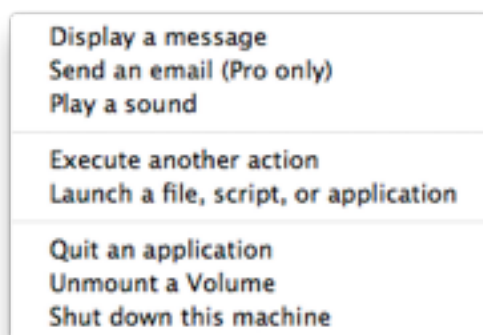 Display a message
Send an email (Pro only)
Play a sound
Execute another action
Launch a file, script, or application
Quit an application
Unmount a Volume
Shut down this machine